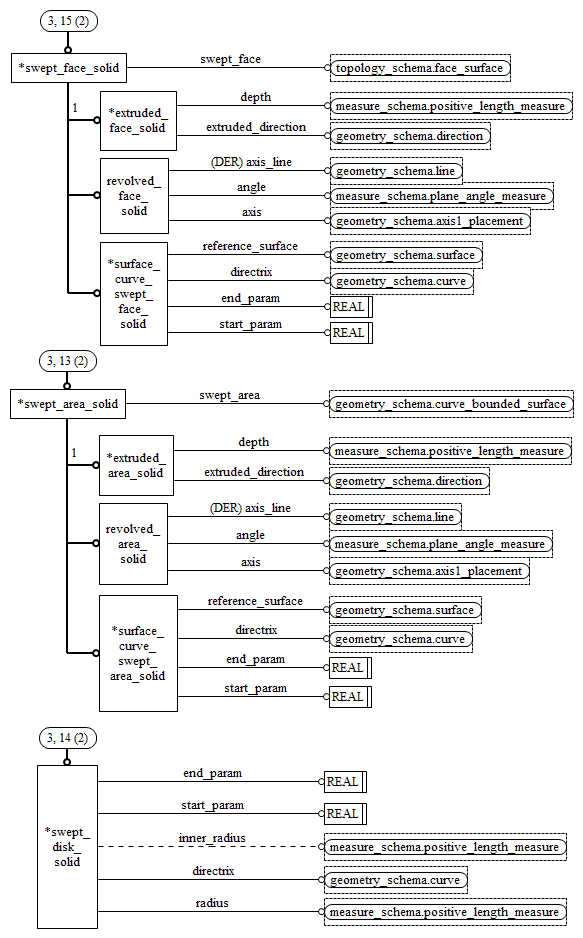 3, 15 (2)
*swept_face_solid
swept_face
topology_schema.face_surface
1
*extruded_
face_solid
depth
measure_schema.positive_length_measure
extruded_direction
geometry_schema.direction
revolved_
face_
solid
(DER) axis_line
geometry_schema.line
angle
measure_schema.plane_angle_measure
axis
geometry_schema.axis1_placement
*surface_
curve_
swept_
face_
solid
reference_surface
geometry_schema.surface
directrix
geometry_schema.curve
end_param
REAL
start_param
REAL
3, 13 (2)
*swept_area_solid
swept_area
geometry_schema.curve_bounded_surface
1
*extruded_
area_solid
depth
measure_schema.positive_length_measure
extruded_direction
geometry_schema.direction
revolved_
area_
solid
(DER) axis_line
geometry_schema.line
angle
measure_schema.plane_angle_measure
axis
geometry_schema.axis1_placement
*surface_
curve_
swept_
area_solid
reference_surface
geometry_schema.surface
directrix
geometry_schema.curve
end_param
REAL
start_param
REAL
3, 14 (2)
*swept_
disk_
solid
end_param
REAL
start_param
REAL
inner_radius
measure_schema.positive_length_measure
directrix
geometry_schema.curve
radius
measure_schema.positive_length_measure